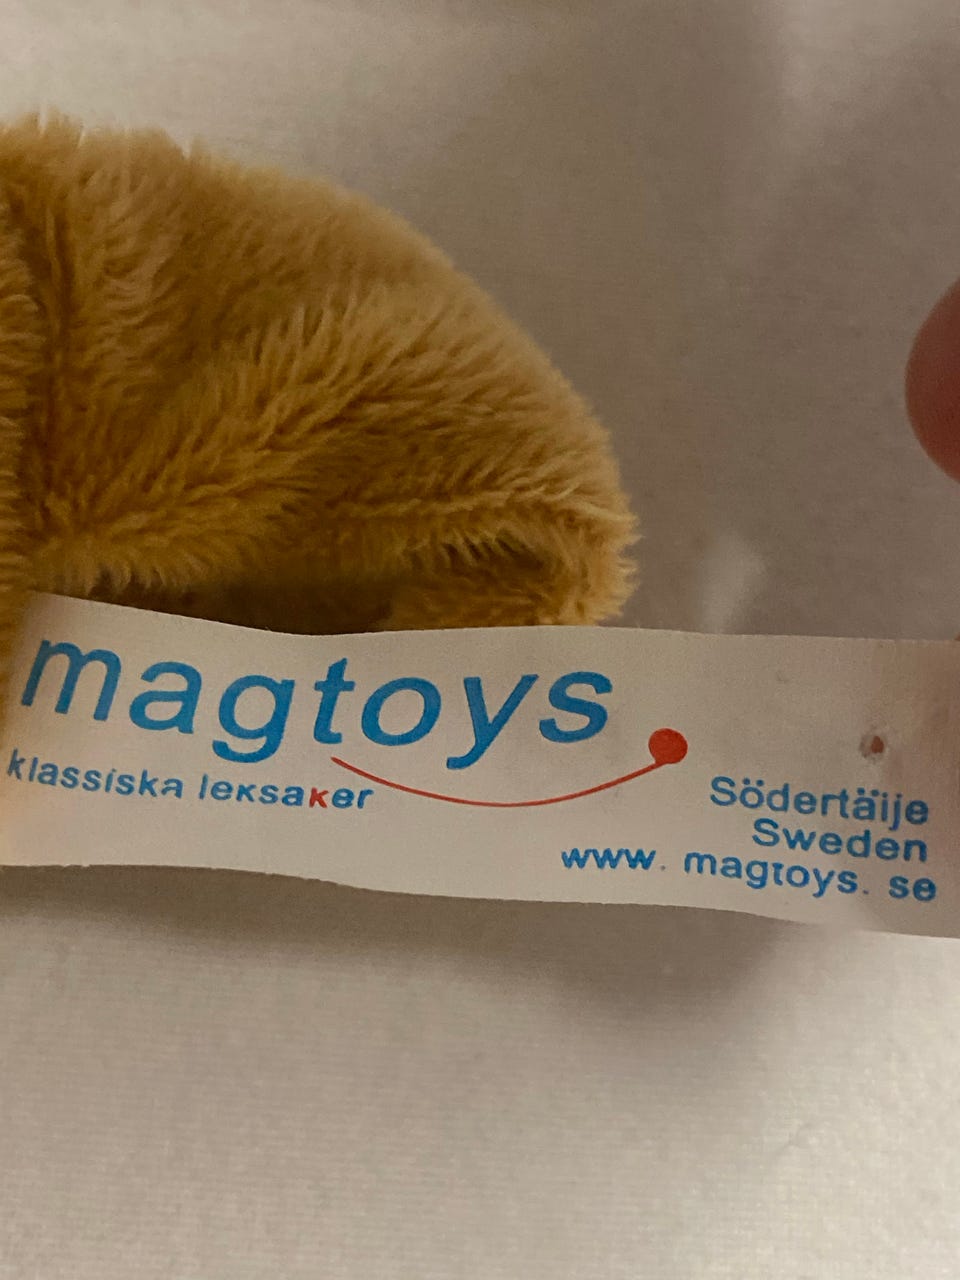 magtoys
klassiska leksaker
Södertäije
Sweden
www. magtoys. se